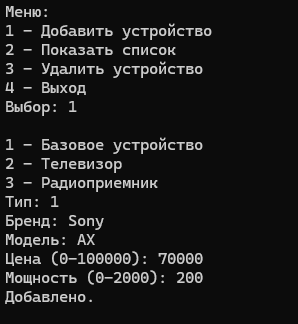 Меню:
1 – Добавить устройство
2 – Показать список
3 – Удалить устройство
4 – Выход
Выбор: 1

1 – Базовое устройство
2 – Телевизор
3 – Радиоприемник
Тип: 1
Бренд: Sony
Модель: AX
Цена (0–100000): 70000
Мощность (0–2000): 200
Добавлено.